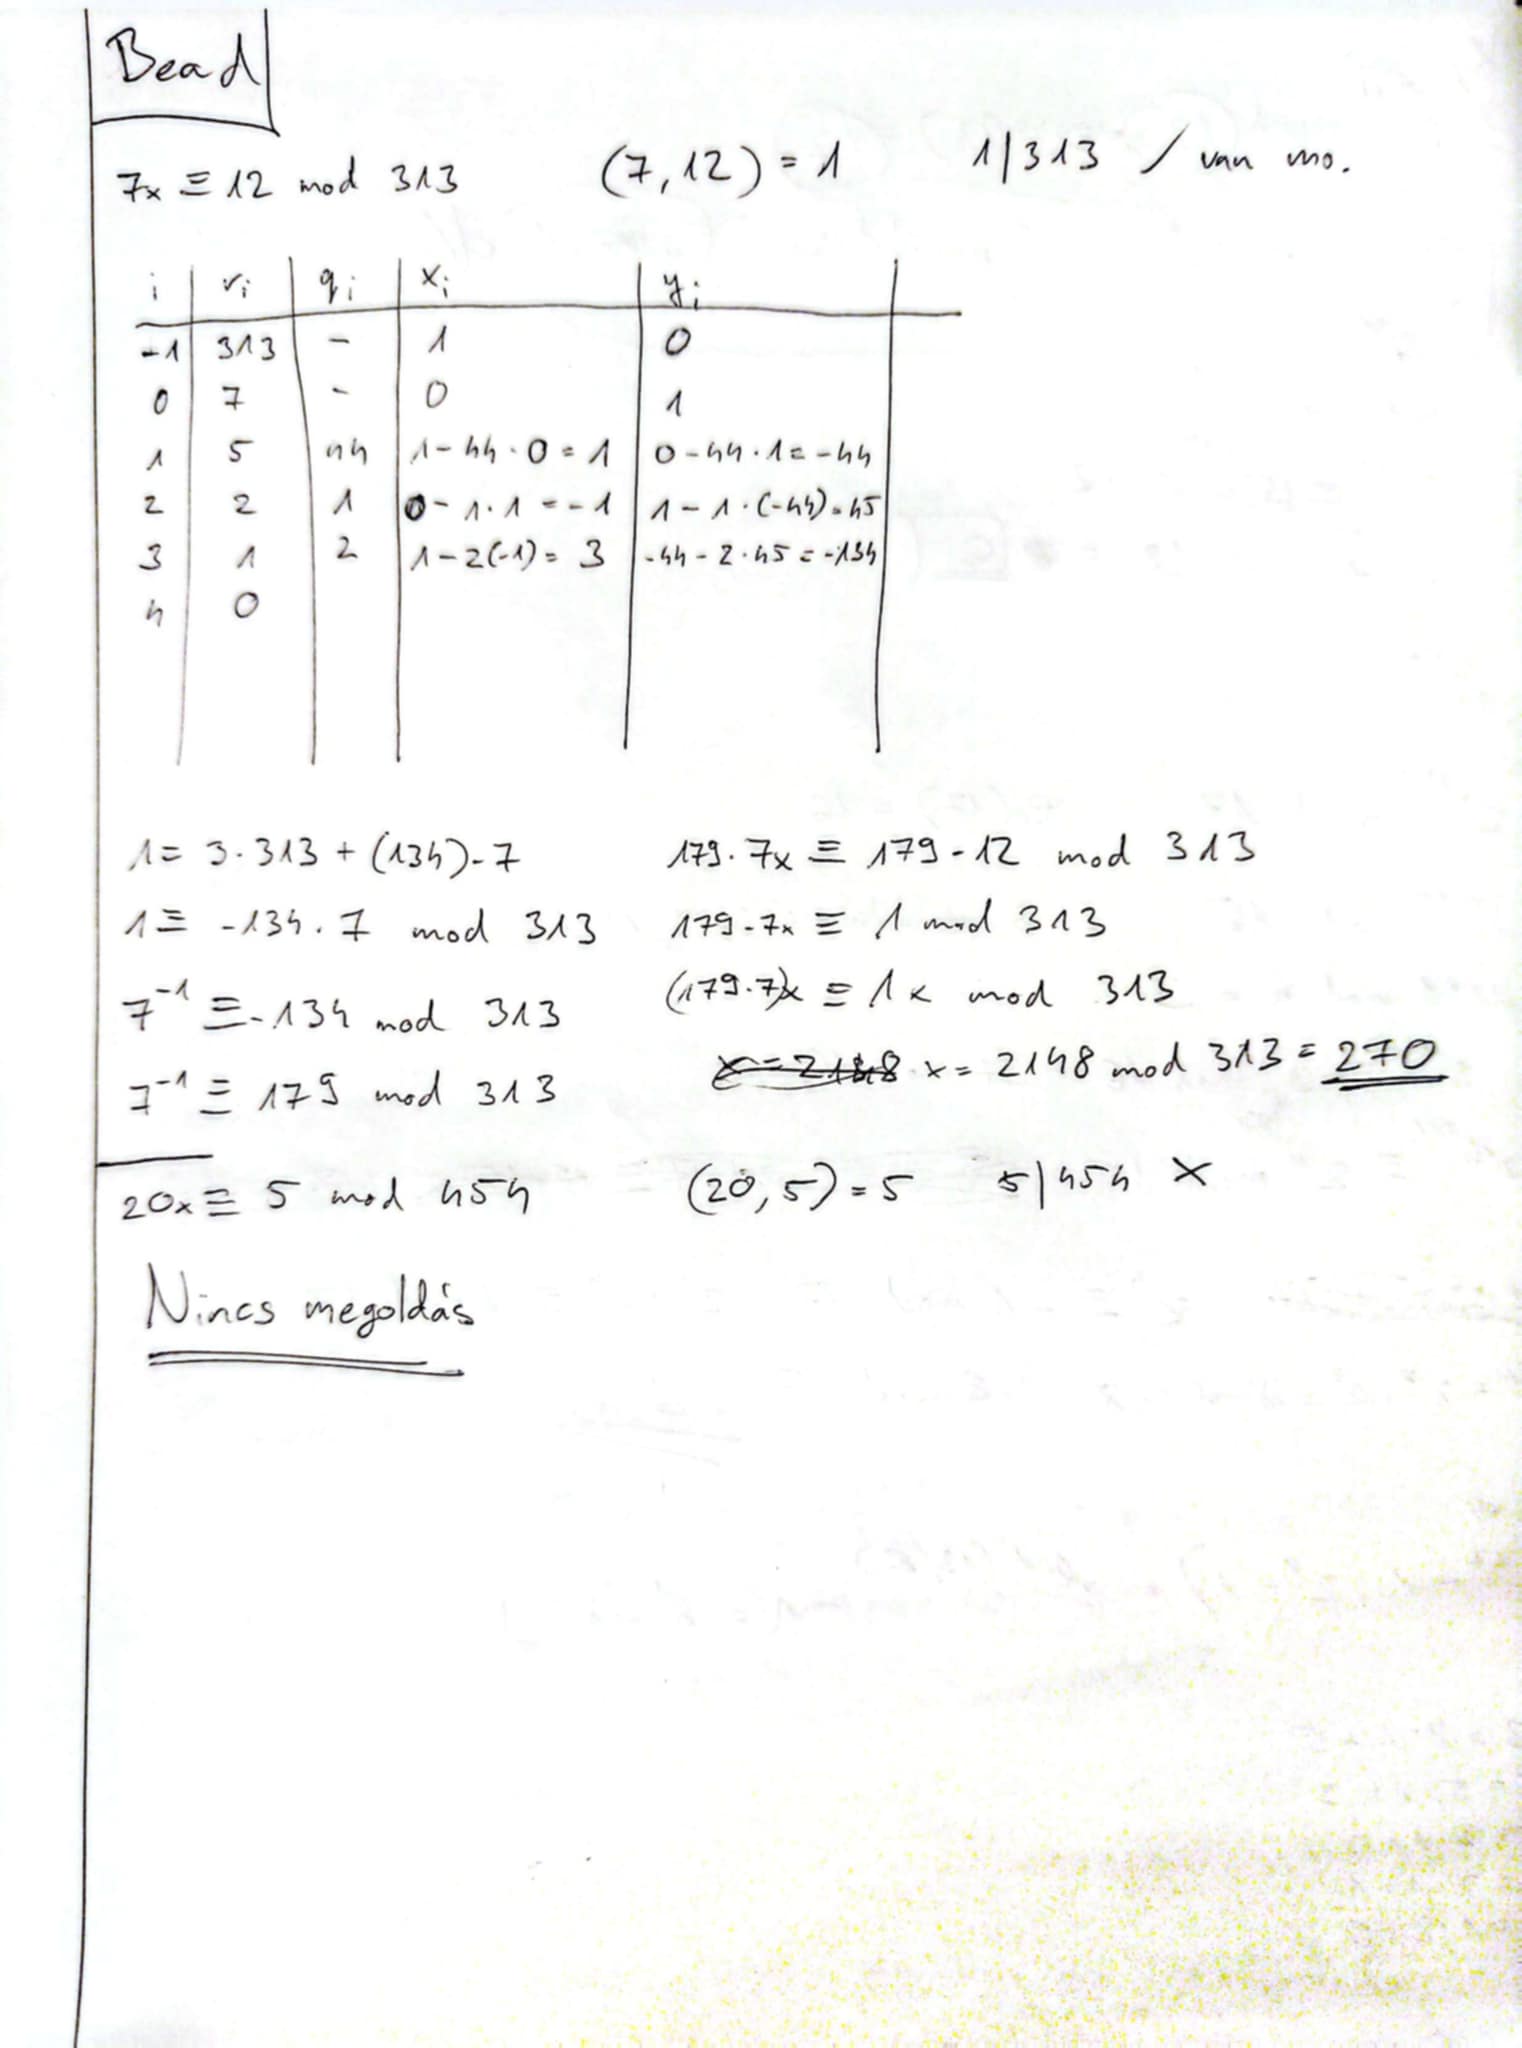 Bead
7x ≡ 12 mod 313 (7,12) = 1 1|313 / van mo.
i ri qi xi yi
-1 313 - 1 0
0 7 - 0 1
1 5 44 1-44·0=1 0-44·1=-44
2 2 1 0-1·1=-1 1-1·(-44)=45
3 1 2 1-2(-1)=3 -44-2·45=-134
4 0
1= 3·313+(134)-7 179·7x ≡ 179-12 mod 313
1≡ -134·7 mod 313 179-7x ≡ 1 mod 313
7⁻¹ ≡ -134 mod 313 (179·7)x ≡ 1x mod 313
x= 2148 mod 313 = 270
7⁻¹ ≡ 179 mod 313
20x ≡ 5 mod 454 (20,5)=5 5|454 X
Nincs megoldás